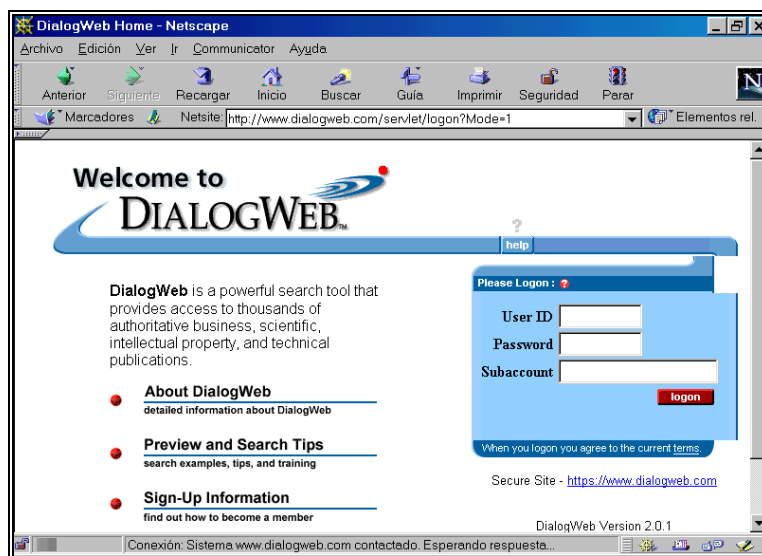 DialogWeb Home - Netscape
Archivo Edición Ver Ir Communicator Ayuda
Anterior Siguiente Recargar Inicio Buscar Guía Imprimir Seguridad Parar
N
Marcadores Netsite: http://www.dialogweb.com/servlet/logon?Mode=1 Elementos rel.
Welcome to
DIALOGWEB™
?
help
DialogWeb is a powerful search tool that
provides access to thousands of
authoritative business, scientific,
intellectual property, and technical
publications.
About DialogWeb
detailed information about DialogWeb
Preview and Search Tips
search examples, tips, and training
Sign-Up Information
find out how to become a member
Please Logon : ?
User ID
Password
Subaccount
logon
When you logon you agree to the current terms.
Secure Site - https://www.dialogweb.com
DialogWeb Version 2.0.1
Conexión: Sistema www.dialogweb.com contactado. Esperando respuesta...